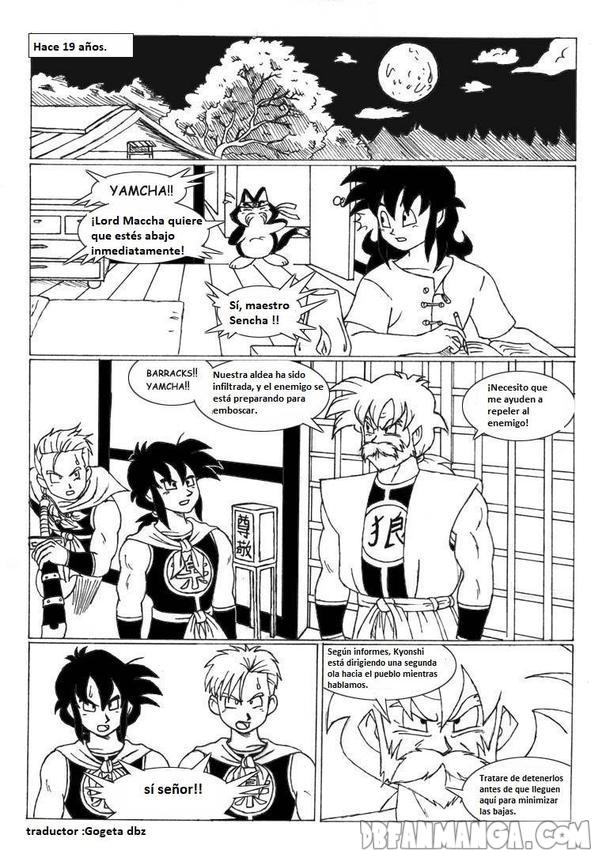 Hace 19 años.
YAMCHA!!
¡Lord Maccha quiere
que estés abajo
inmediatamente!
Sí, maestro
Sencha !!
BARRACKS!!
YAMCHA!!
Nuestra aldea ha sido
infiltrada, y el enemigo se
está preparando para
emboscar.
¡Necesito que
me ayuden a
repeler al
enemigo!
尊
敬
狼
Según informes, Kyonshi
está dirigiendo una segunda
ola hacia el pueblo mientras
hablamos.
sí señor!!
Tratare de detenerlos
antes de que lleguen
aquí para minimizar
las bajas.
traductor :Gogeta dbz
DBFANMANGA.COM